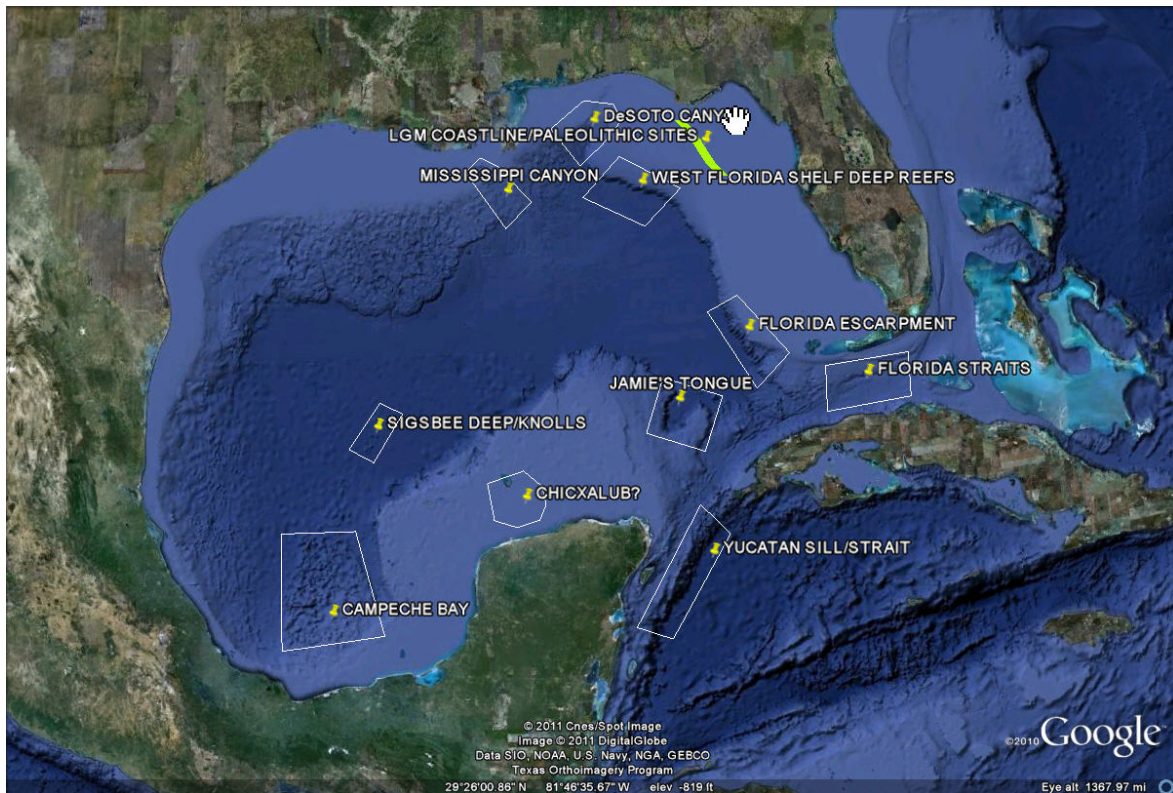 DeSOTO CANY
LGM COASTLINE/PALEOLITHIC SITES
MISSISSIPPI CANYON
WEST FLORIDA SHELF DEEP REEFS
FLORIDA ESCARPMENT
FLORIDA STRAITS
JAMIE'S TONGUE
SIGSBEE DEEP/KNOLLS
CHICXALUB?
YUCATAN SILL/STRAIT
CAMPECHE BAY
© 2011 Cnes/Spot Image
Image © 2011 DigitalGlobe
Data SIO, NOAA, U.S. Navy, NGA, GEBCO
Texas Orthoimagery Program
©2010 Google
29°26'00.86" N 81°46'35.67" W elev -819 ft Eye alt 1367.97 mi